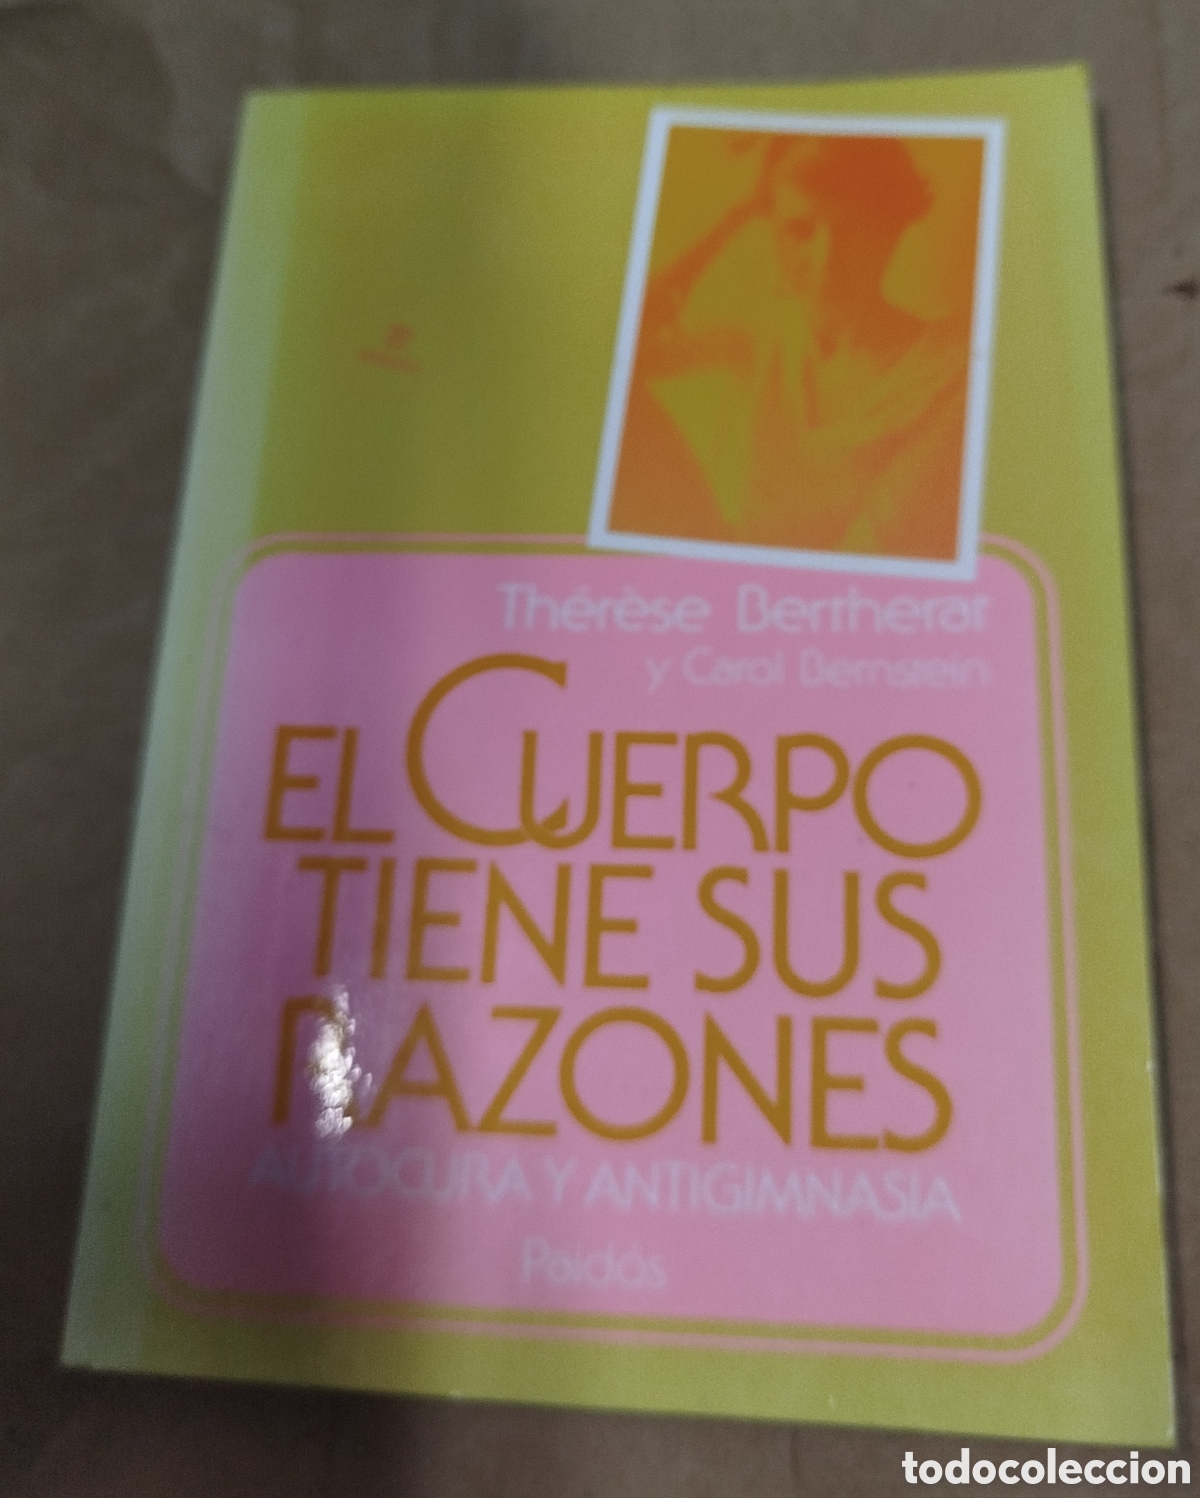 Thérèse Bertherat
y Carol Bernstein
EL CUERPO
TIENE SUS
RAZONES
AUTOCURA Y ANTIGIMNASIA
Paidós
todocoleccion